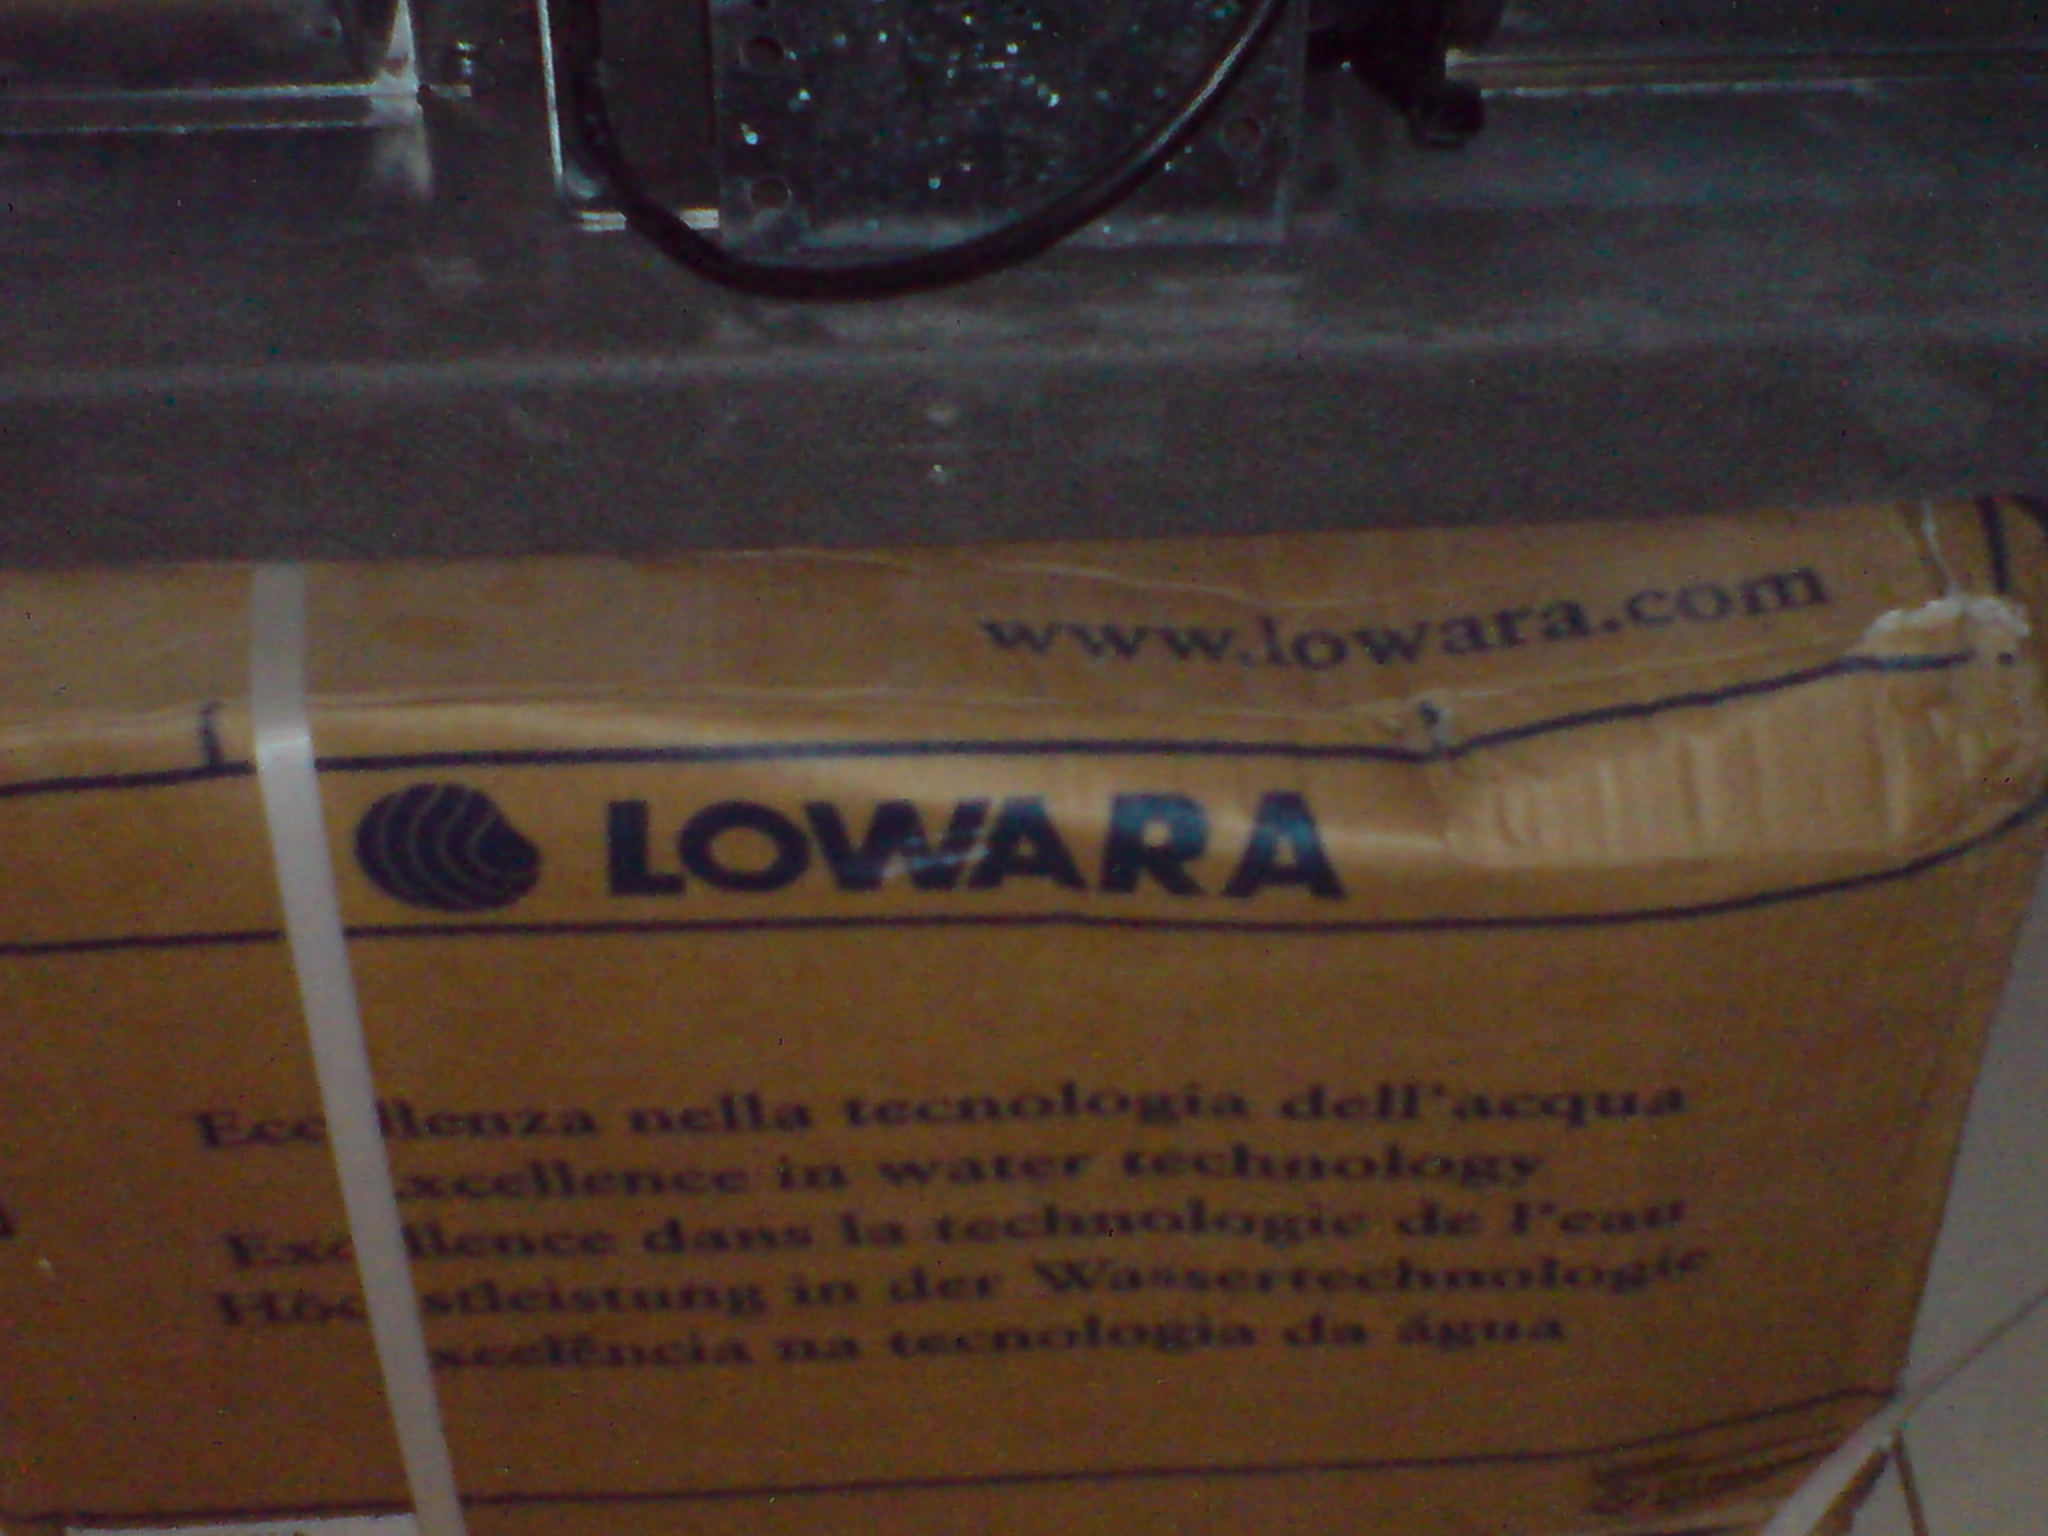 www.lowara.com
LOWARA
Eccellenza nella tecnologia dell'acqua
Excellence in water technology
Excellence dans la technologie de l'eau
Höchstleistung in der Wassertechnologie
Excelência na tecnologia da água